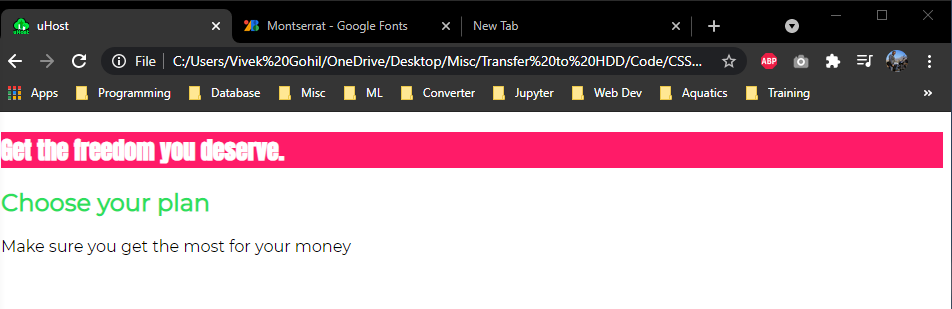 uHost
Montserrat - Google Fonts
New Tab
File
C:/Users/Vivek%20Gohil/OneDrive/Desktop/Misc/Transfer%20to%20HDD/Code/CSS...
ABP
Apps
Programming
Database
Misc
ML
Converter
Jupyter
Web Dev
Aquatics
Training
»
Get the freedom you deserve.
Choose your plan
Make sure you get the most for your money